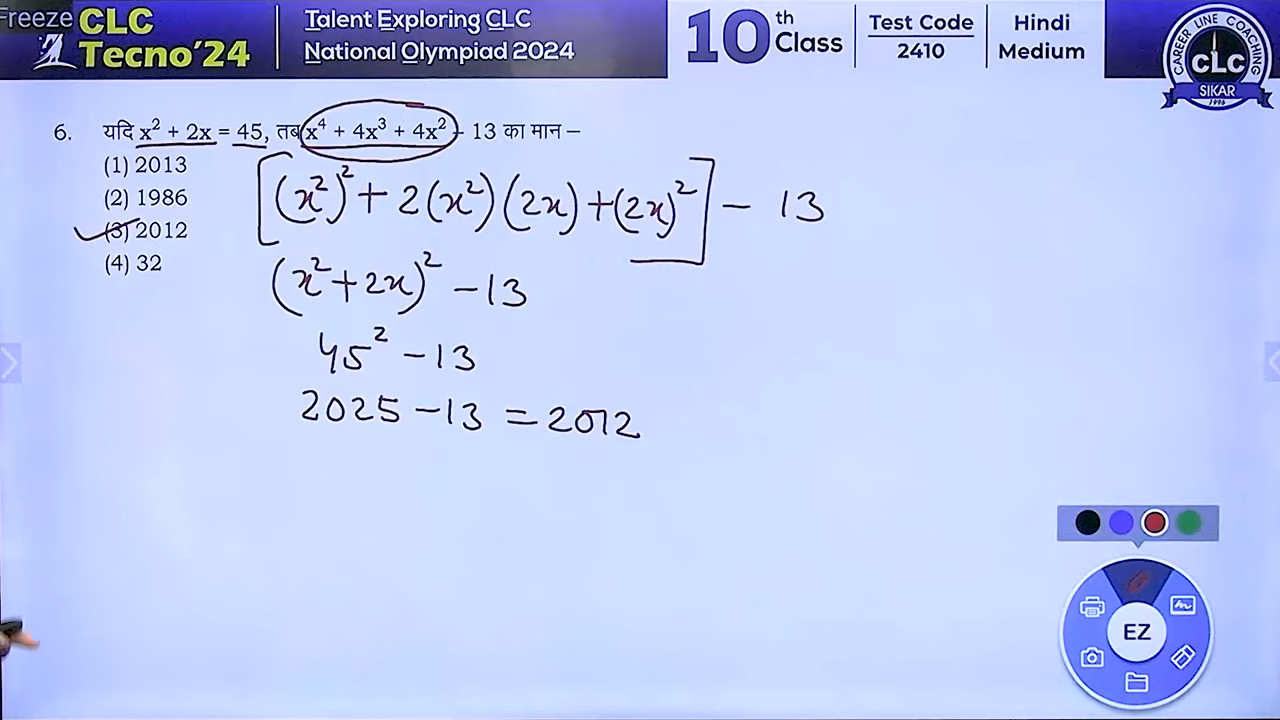 Freeze
CLC
Tecno'24
Talent Exploring CLC
National Olympiad 2024
10th Class
Test Code
2410
Hindi
Medium
CAREER LINE COACHING
CLC
SIKAR
1996
6. यदि x² + 2x = 45, तब x⁴ + 4x³ + 4x² - 13 का मान –
(1) 2013
(2) 1986
(3) 2012
(4) 32
[(x²)² + 2(x²)(2x) + (2x)²] - 13
(x² + 2x)² - 13
45² - 13
2025 - 13 = 2012
EZ